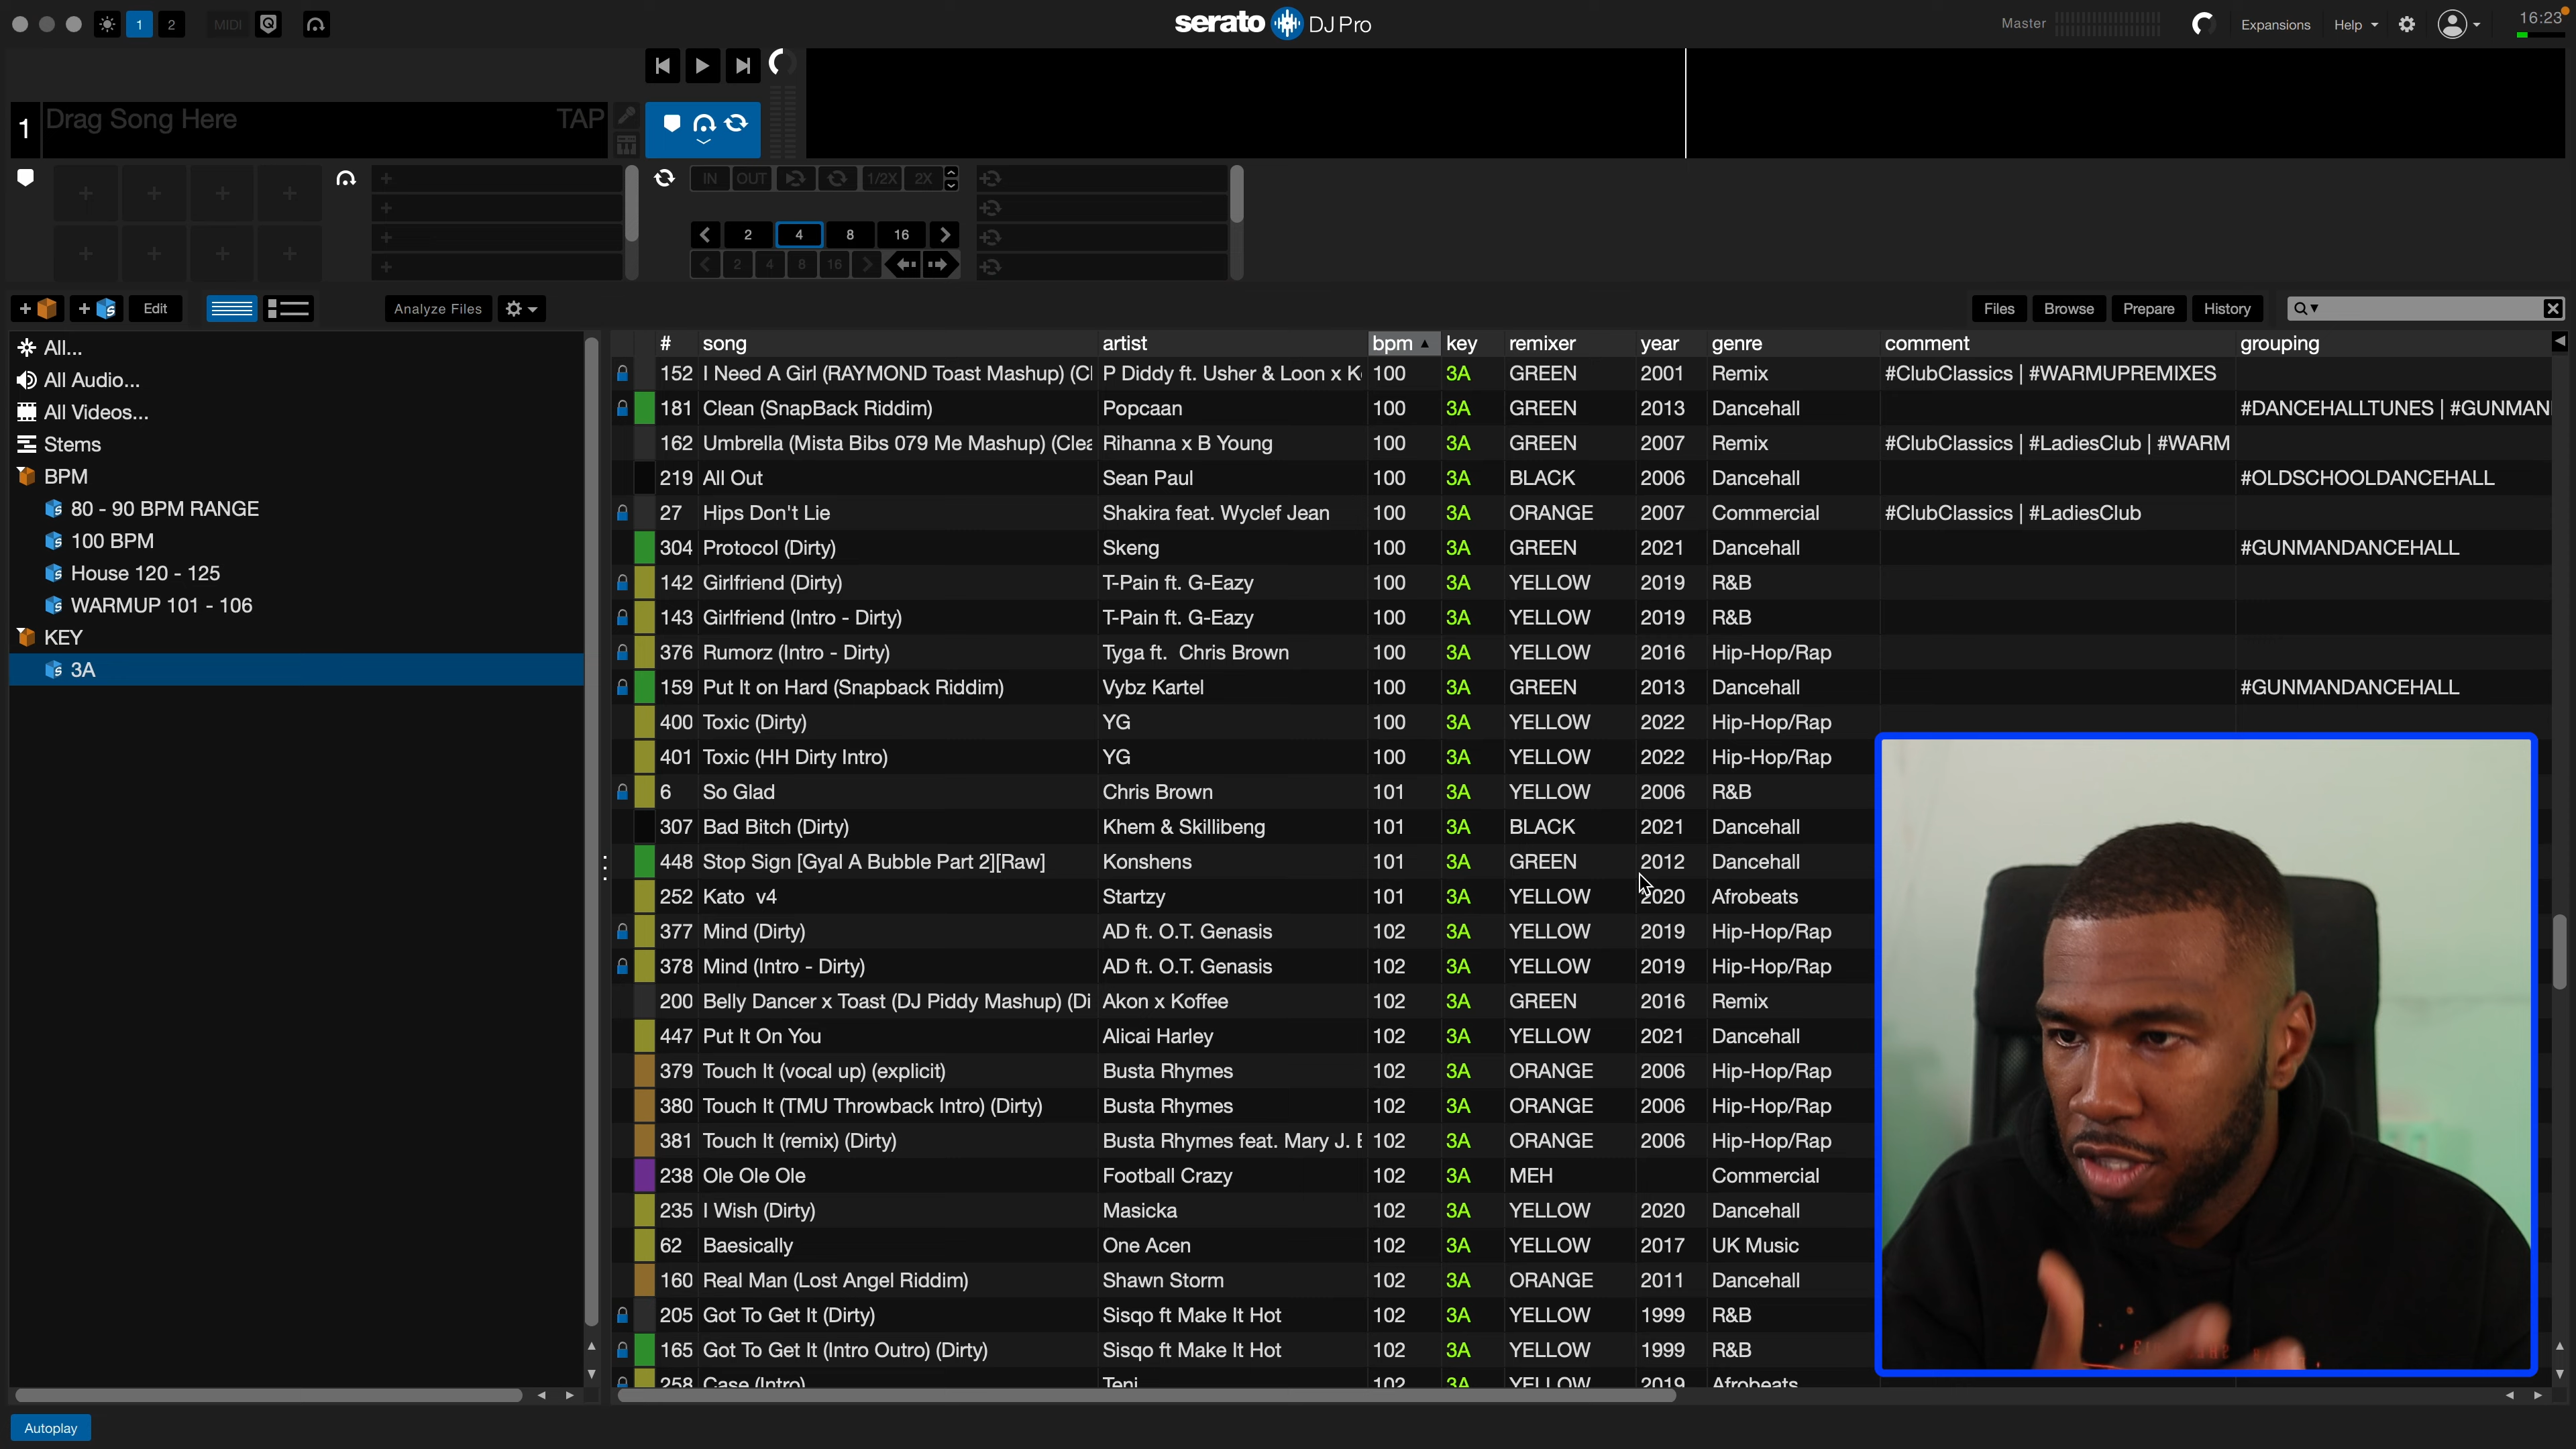 1 2 MIDI serato DJ Pro Master Expansions Help 16:23
1 Drag Song Here TAP
IN OUT 1/2X 2X
2 4 8 16
2 4 8 16
Edit Analyze Files Files Browse Prepare History
All...
All Audio...
All Videos...
Stems
BPM
80 - 90 BPM RANGE
100 BPM
House 120 - 125
WARMUP 101 - 106
KEY
3A
# song artist bpm key remixer year genre comment grouping
152 I Need A Girl (RAYMOND Toast Mashup) (Cl P Diddy ft. Usher & Loon x K 100 3A GREEN 2001 Remix #ClubClassics | #WARMUPREMIXES
181 Clean (SnapBack Riddim) Popcaan 100 3A GREEN 2013 Dancehall #DANCEHALLTUNES | #GUNMAN
162 Umbrella (Mista Bibs 079 Me Mashup) (Clea Rihanna x B Young 100 3A GREEN 2007 Remix #ClubClassics | #LadiesClub | #WARM
219 All Out Sean Paul 100 3A BLACK 2006 Dancehall #OLDSCHOOLDANCEHALL
27 Hips Don't Lie Shakira feat. Wyclef Jean 100 3A ORANGE 2007 Commercial #ClubClassics | #LadiesClub
304 Protocol (Dirty) Skeng 100 3A GREEN 2021 Dancehall #GUNMANDANCEHALL
142 Girlfriend (Dirty) T-Pain ft. G-Eazy 100 3A YELLOW 2019 R&B
143 Girlfriend (Intro - Dirty) T-Pain ft. G-Eazy 100 3A YELLOW 2019 R&B
376 Rumorz (Intro - Dirty) Tyga ft. Chris Brown 100 3A YELLOW 2016 Hip-Hop/Rap
159 Put It on Hard (Snapback Riddim) Vybz Kartel 100 3A GREEN 2013 Dancehall #GUNMANDANCEHALL
400 Toxic (Dirty) YG 100 3A YELLOW 2022 Hip-Hop/Rap
401 Toxic (HH Dirty Intro) YG 100 3A YELLOW 2022 Hip-Hop/Rap
6 So Glad Chris Brown 101 3A YELLOW 2006 R&B
307 Bad Bitch (Dirty) Khem & Skillibeng 101 3A BLACK 2021 Dancehall
448 Stop Sign [Gyal A Bubble Part 2][Raw] Konshens 101 3A GREEN 2012 Dancehall
252 Kato v4 Startzy 101 3A YELLOW 2020 Afrobeats
377 Mind (Dirty) AD ft. O.T. Genasis 102 3A YELLOW 2019 Hip-Hop/Rap
378 Mind (Intro - Dirty) AD ft. O.T. Genasis 102 3A YELLOW 2019 Hip-Hop/Rap
200 Belly Dancer x Toast (DJ Piddy Mashup) (Di Akon x Koffee 102 3A GREEN 2016 Remix
447 Put It On You Alicai Harley 102 3A YELLOW 2021 Dancehall
379 Touch It (vocal up) (explicit) Busta Rhymes 102 3A ORANGE 2006 Hip-Hop/Rap
380 Touch It (TMU Throwback Intro) (Dirty) Busta Rhymes 102 3A ORANGE 2006 Hip-Hop/Rap
381 Touch It (remix) (Dirty) Busta Rhymes feat. Mary J. 102 3A ORANGE 2006 Hip-Hop/Rap
238 Ole Ole Ole Football Crazy 102 3A MEH Commercial
235 I Wish (Dirty) Masicka 102 3A YELLOW 2020 Dancehall
62 Baesically One Acen 102 3A YELLOW 2017 UK Music
160 Real Man (Lost Angel Riddim) Shawn Storm 102 3A ORANGE 2011 Dancehall
205 Got To Get It (Dirty) Sisqo ft Make It Hot 102 3A YELLOW 1999 R&B
165 Got To Get It (Intro Outro) (Dirty) Sisqo ft Make It Hot 102 3A YELLOW 1999 R&B
258 Case (Intro) Teni 102 3A YELLOW 2019 Afrobeats
Autoplay